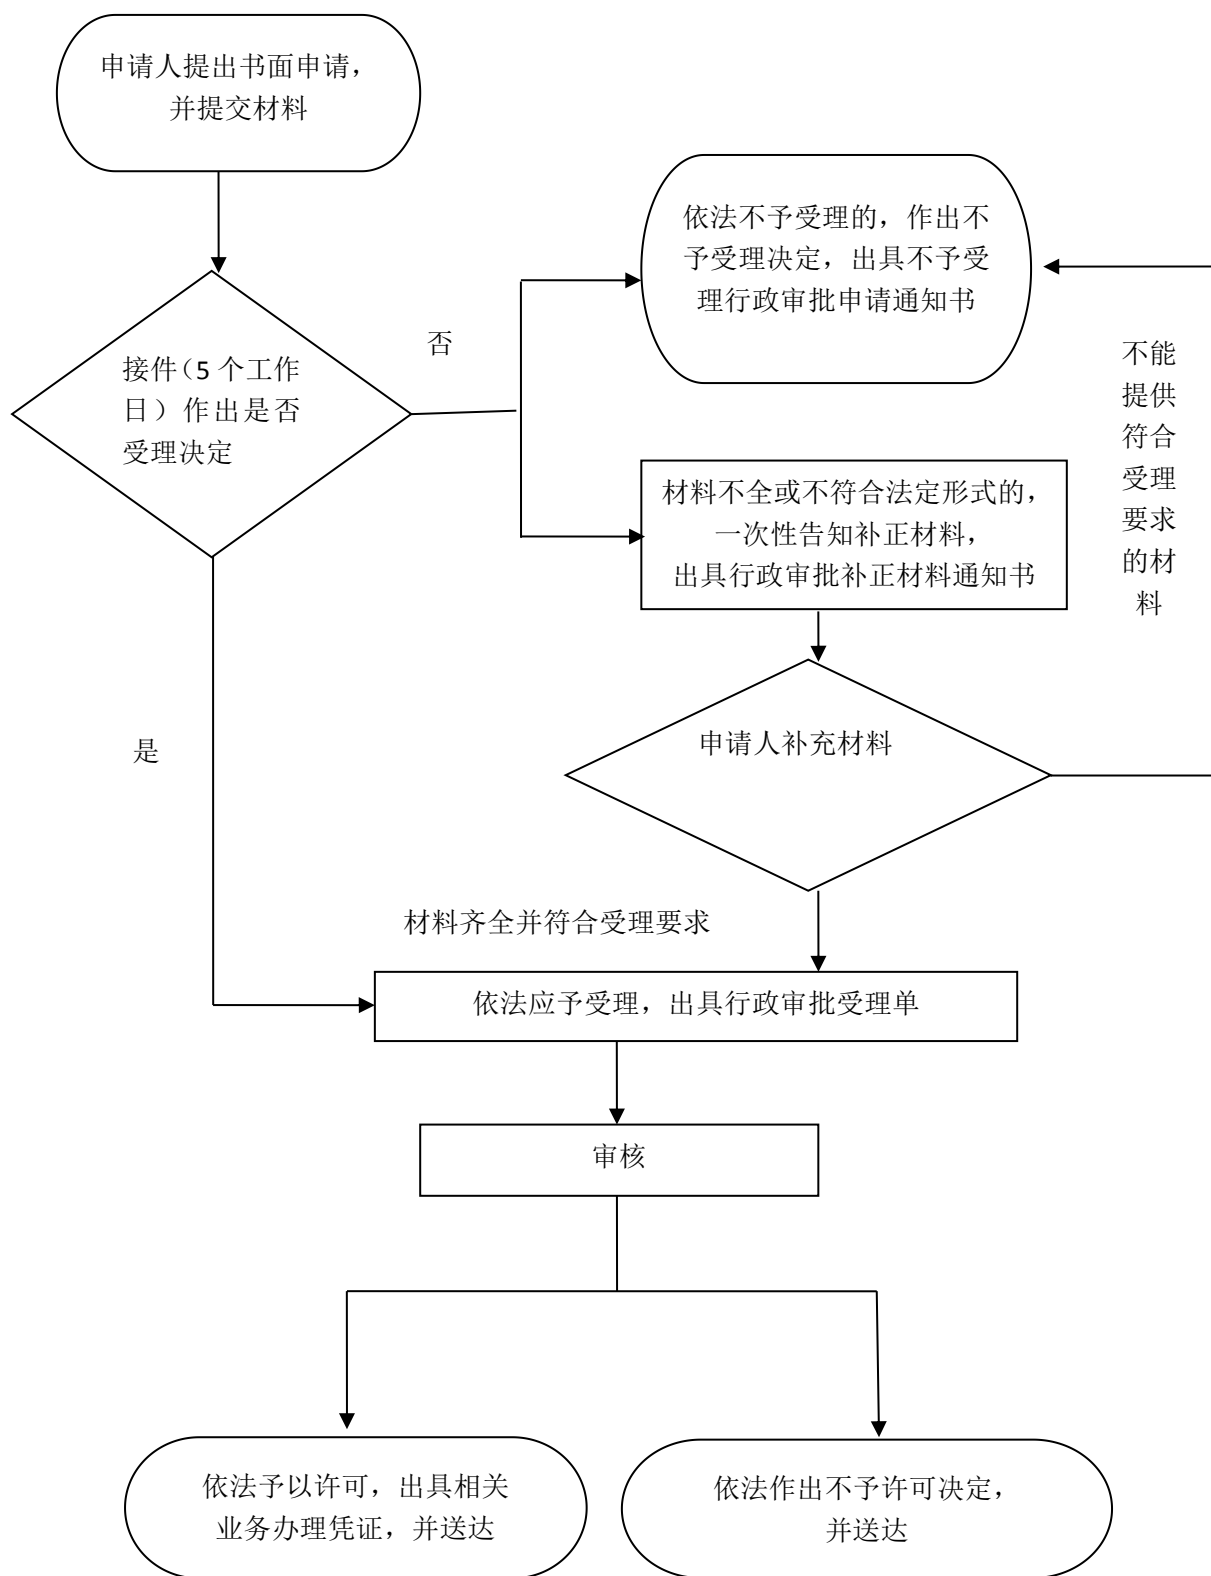 申请人提出书面申请，
并提交材料
依法不予受理的，作出不
予受理决定，出具不予受
理行政审批申请通知书
否
接件（5 个工作
日）作出是否
受理决定
不能
提供
符合
受理
要求
的材
料
材料不全或不符合法定形式的，
一次性告知补正材料，
出具行政审批补正材料通知书
是
申请人补充材料
材料齐全并符合受理要求
依法应予受理，出具行政审批受理单
审核
依法予以许可，出具相关
业务办理凭证，并送达
依法作出不予许可决定，
并送达